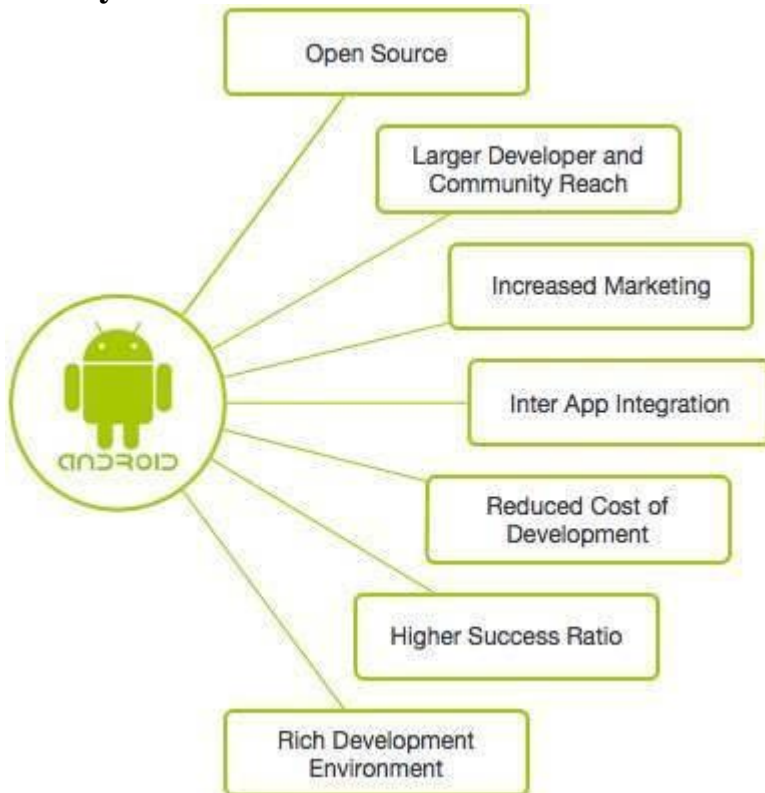 Open Source
Larger Developer and
Community Reach
Increased Marketing
Inter App Integration
ANDROID
Reduced Cost of
Development
Higher Success Ratio
Rich Development
Environment